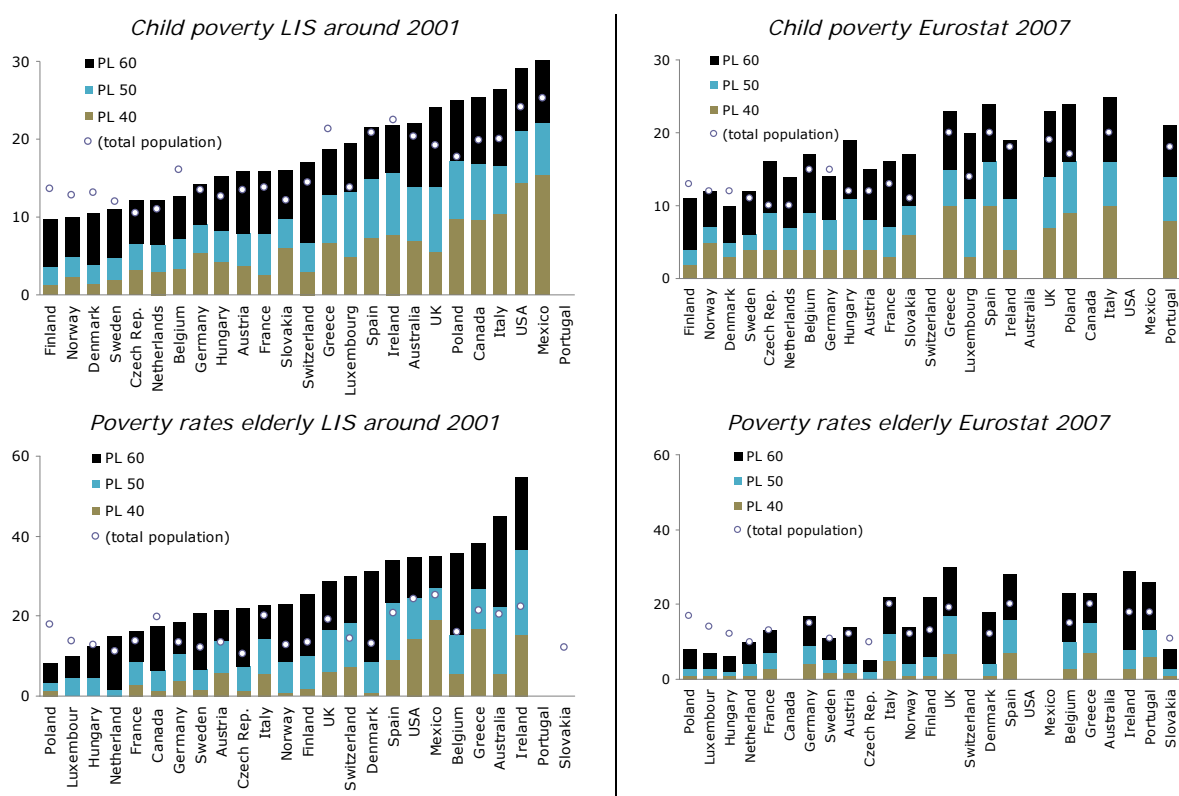 Child poverty LIS around 2001
30
20
10
0
PL 60
PL 50
PL 40
(total population)
Finland
Norway
Denmark
Sweden
Czech Rep.
Netherlands
Belgium
Germany
Hungary
Austria
France
Slovakia
Switzerland
Greece
Luxembourg
Spain
Ireland
Australia
UK
Poland
Canada
Italy
USA
Mexico
Portugal
Child poverty Eurostat 2007
30
20
10
0
PL 60
PL 50
PL 40
(total population)
Finland
Norway
Denmark
Sweden
Czech Rep.
Netherlands
Belgium
Germany
Hungary
Austria
France
Slovakia
Switzerland
Greece
Luxembourg
Spain
Ireland
Australia
UK
Poland
Canada
Italy
USA
Mexico
Portugal
Poverty rates elderly LIS around 2001
60
40
20
0
PL 60
PL 50
PL 40
(total population)
Poland
Luxembour
Hungary
Netherland
France
Canada
Germany
Sweden
Austria
Czech Rep.
Italy
Norway
Finland
UK
Switzerland
Denmark
Spain
USA
Mexico
Belgium
Greece
Australia
Ireland
Portugal
Slovakia
Poverty rates elderly Eurostat 2007
60
40
20
0
PL 60
PL 50
PL 40
(total population)
Poland
Luxembour
Hungary
Netherland
France
Canada
Germany
Sweden
Austria
Czech Rep.
Italy
Norway
Finland
UK
Switzerland
Denmark
Spain
USA
Mexico
Belgium
Greece
Australia
Ireland
Portugal
Slovakia